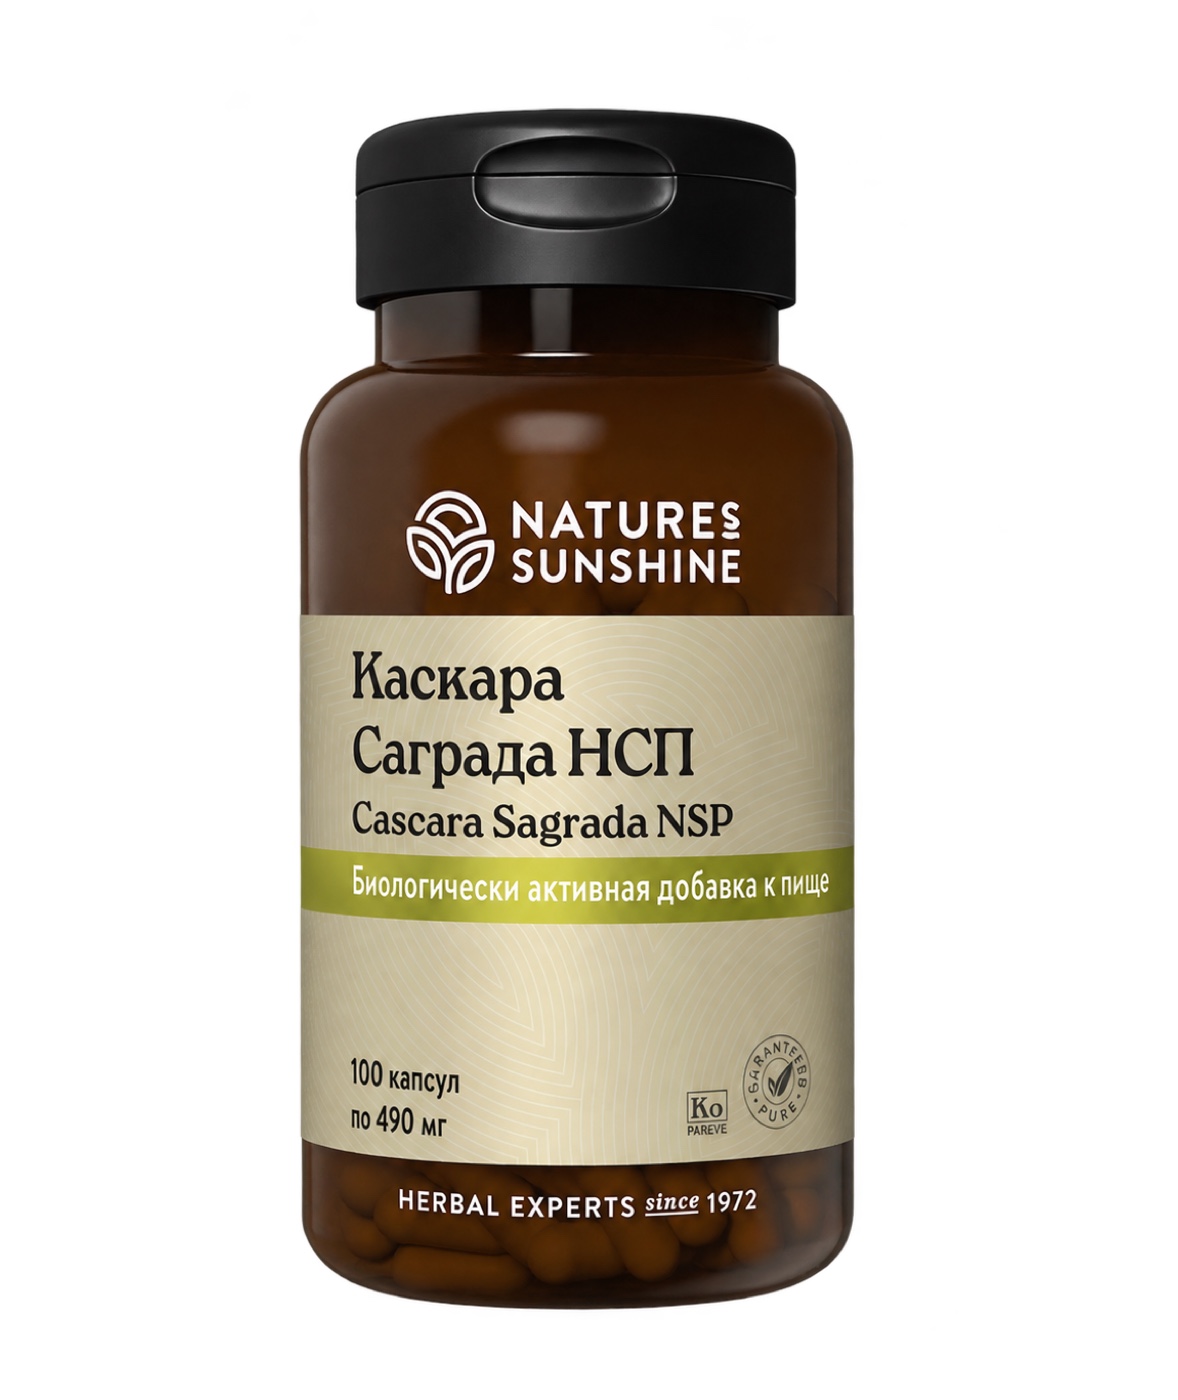 NATURES
SUNSHINE
Каскара
Саграда НСП
Cascara Sagrada NSP
Биологически активная добавка к пище
100 капсул
по 490 мг
Ko
PAREVE
PURE
HERBAL EXPERTS since 1972